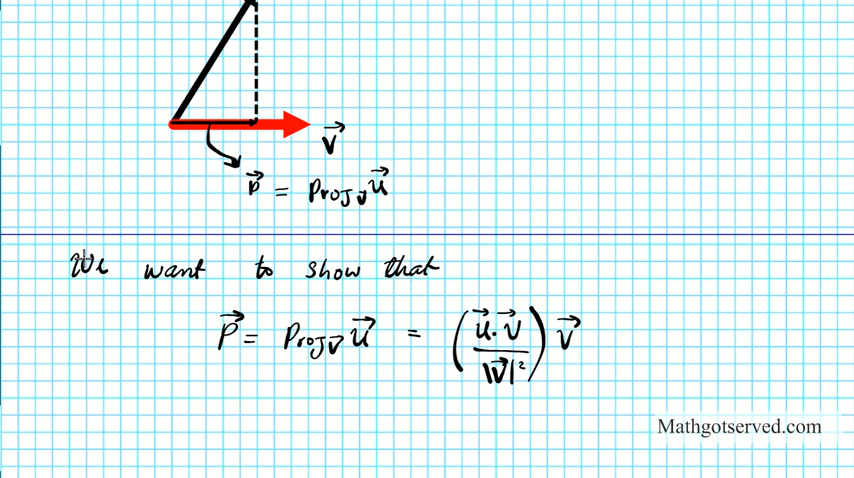 v⃗
p⃗ = Proj_v u⃗
We want to show that
P⃗ = Proj_v⃗ u⃗ = (u⃗·v⃗ / |v⃗|²) v⃗
Mathgotserved.com